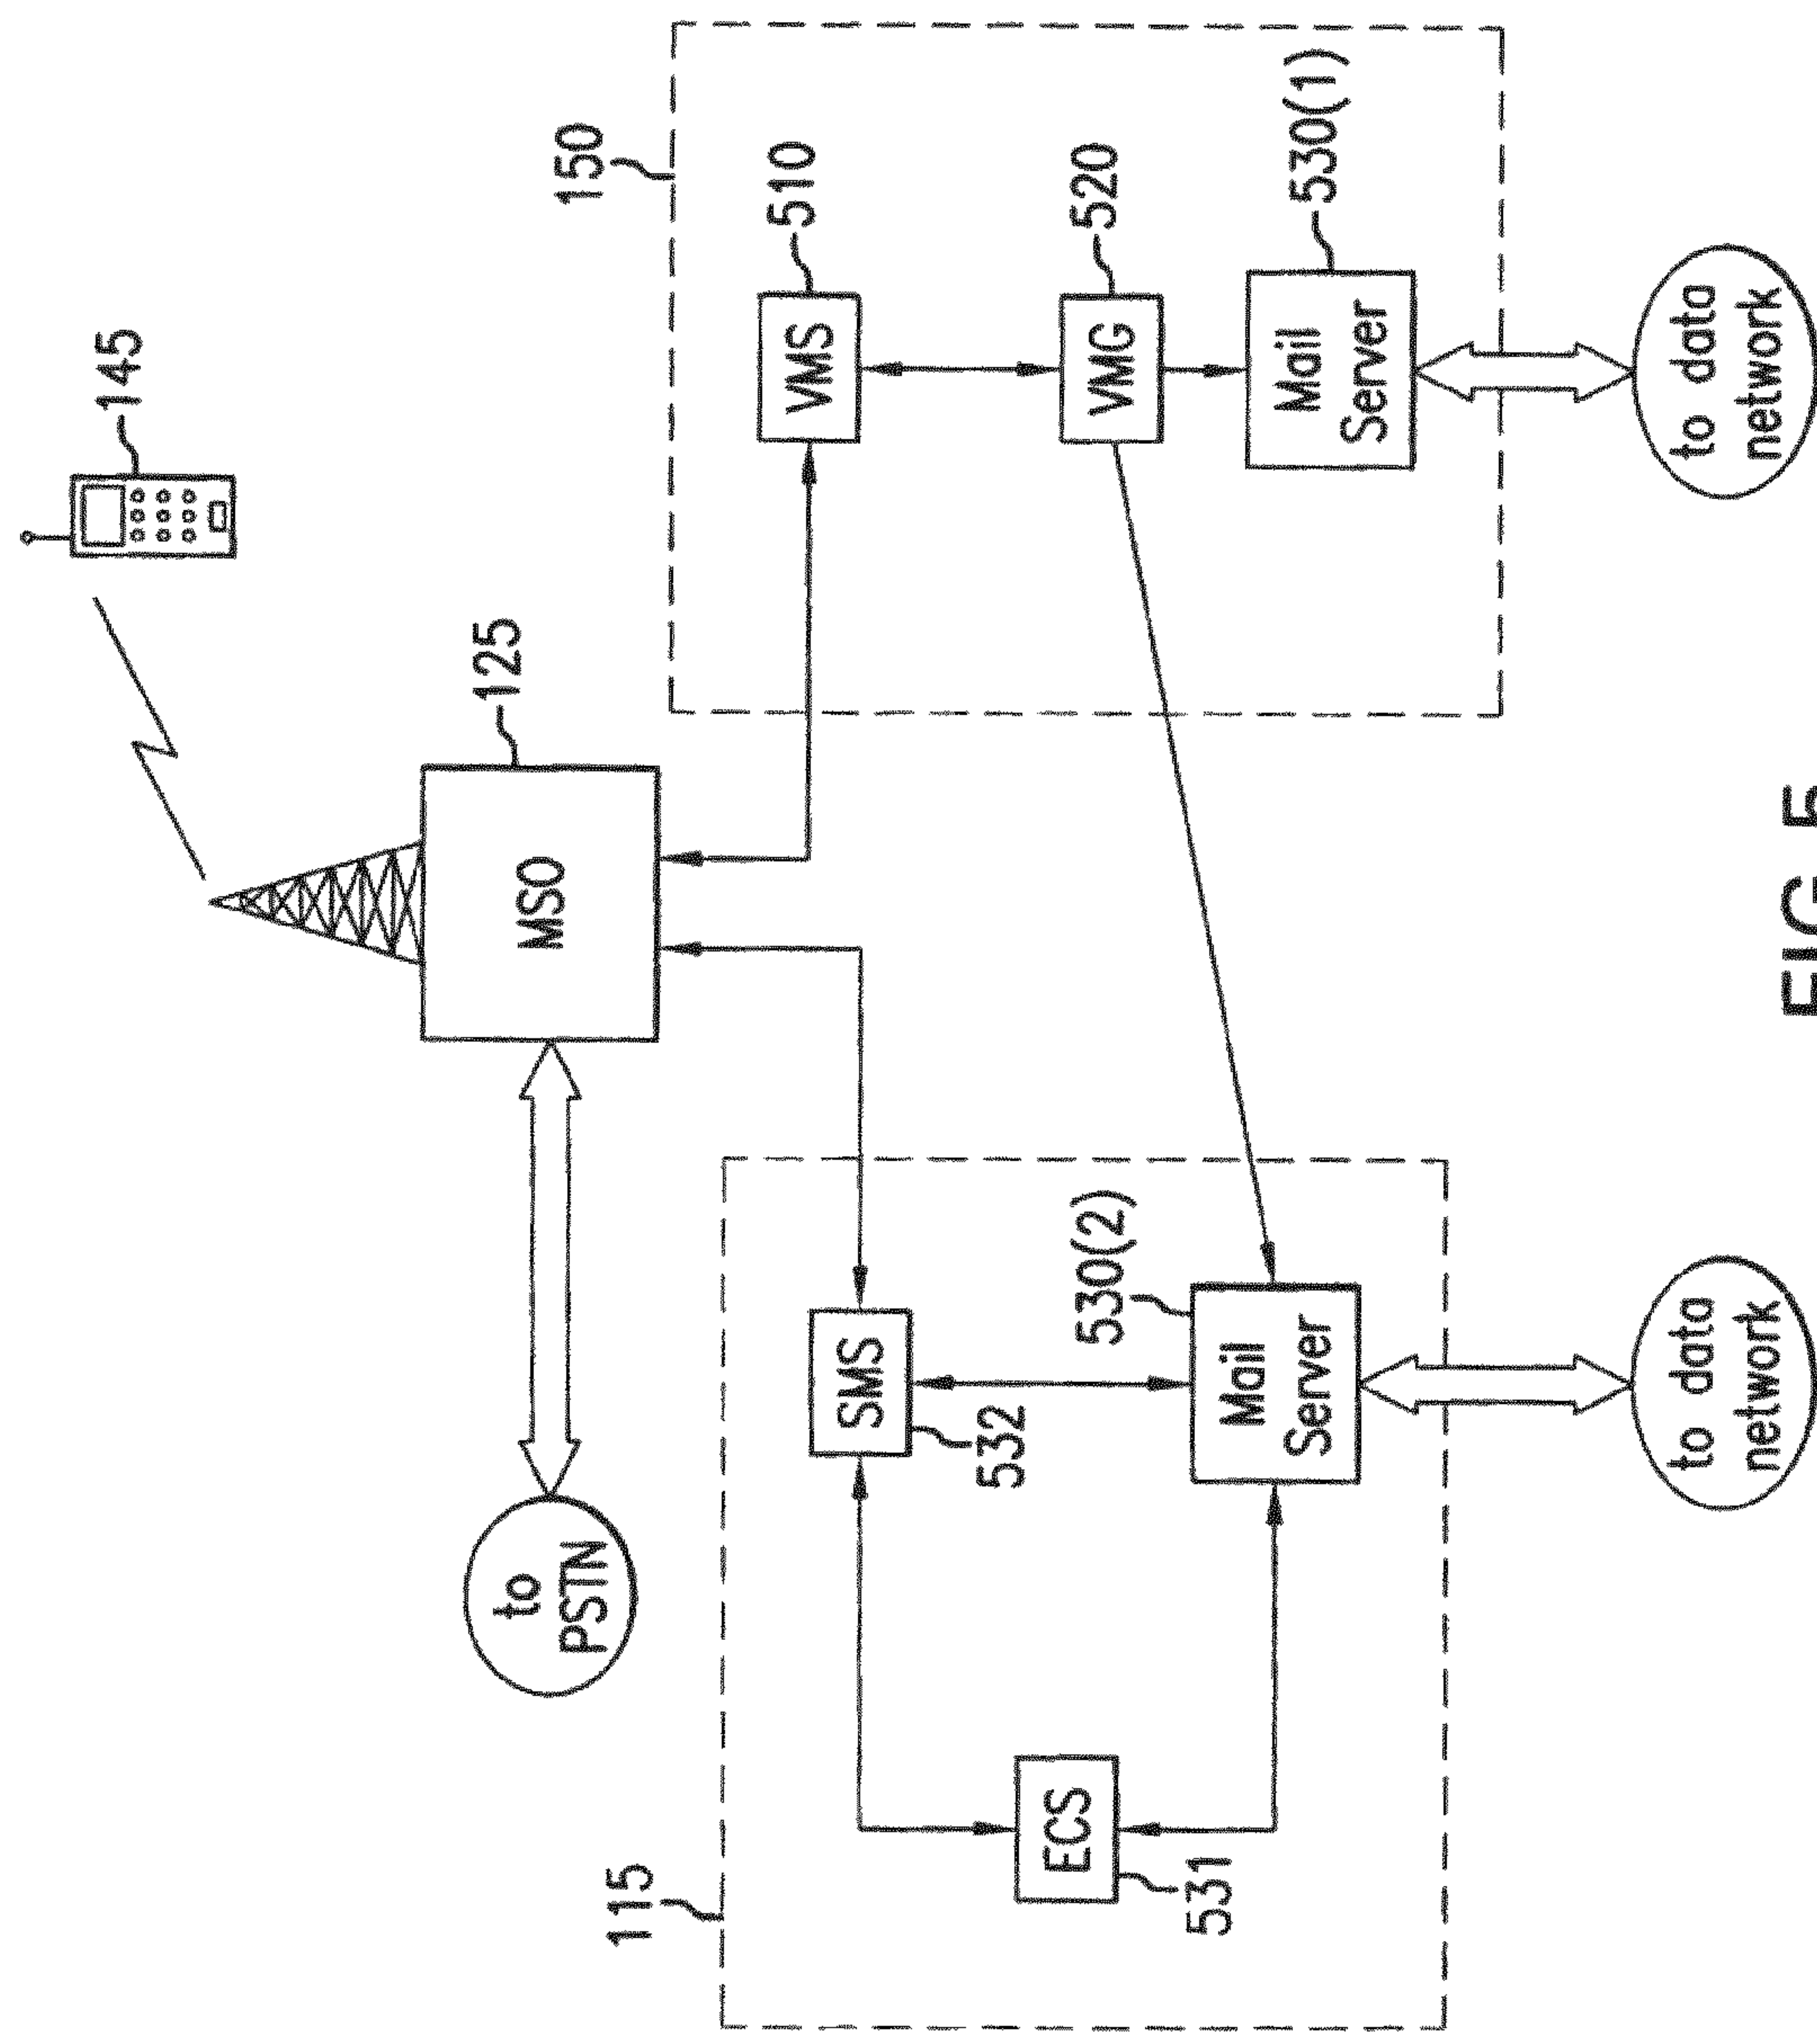 145
125
MSO
to
PSTN
150
VMS
510
VMG
520
Mail
Server
530(1)
to data
network
115
SMS
532
ECS
531
530(2)
Mail
Server
to data
network
FIG. 5